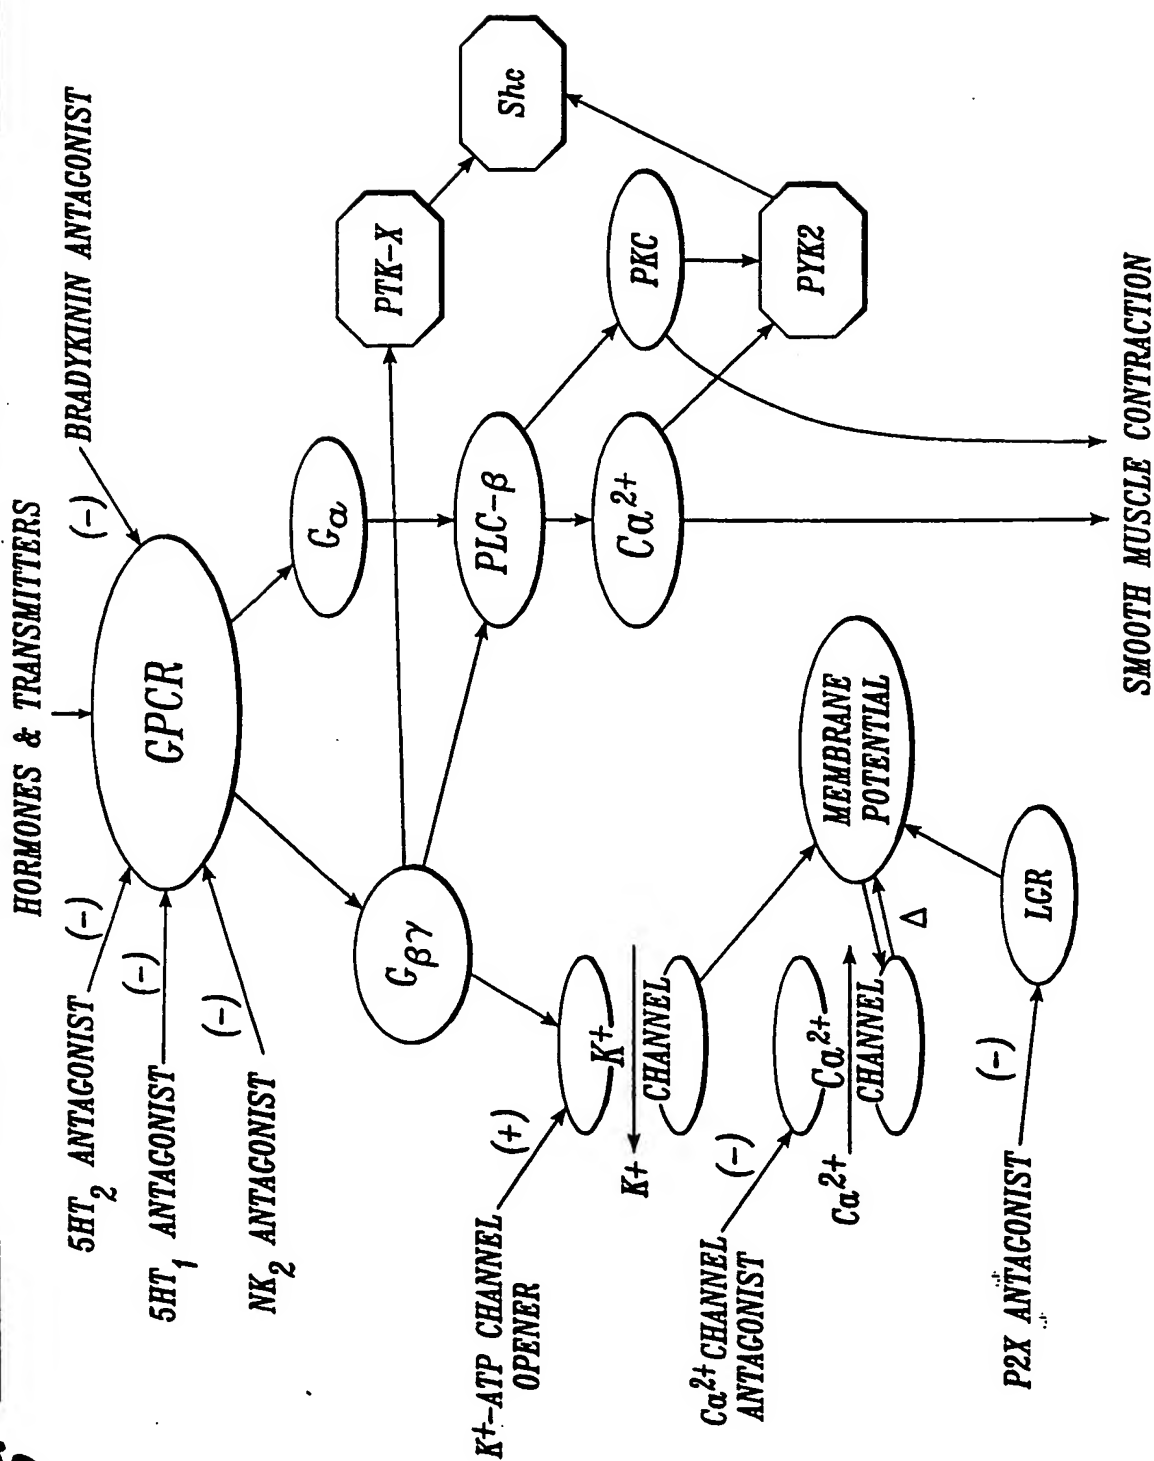 HORMONES & TRANSMITTERS
5HT2 ANTAGONIST
(-)
5HT1 ANTAGONIST
(-)
NK2 ANTAGONIST
(-)
BRADYKININ ANTAGONIST
(-)
GPCR
Gα
Gβγ
PTK-X
Shc
PLC-β
PKC
Ca2+
PYK2
K+-ATP CHANNEL
OPENER
(+)
K+
CHANNEL
K+
Ca2+ CHANNEL
ANTAGONIST
(-)
Ca2+
CHANNEL
Ca2+
Δ
MEMBRANE
POTENTIAL
LGR
P2X ANTAGONIST
(-)
SMOOTH MUSCLE CONTRACTION